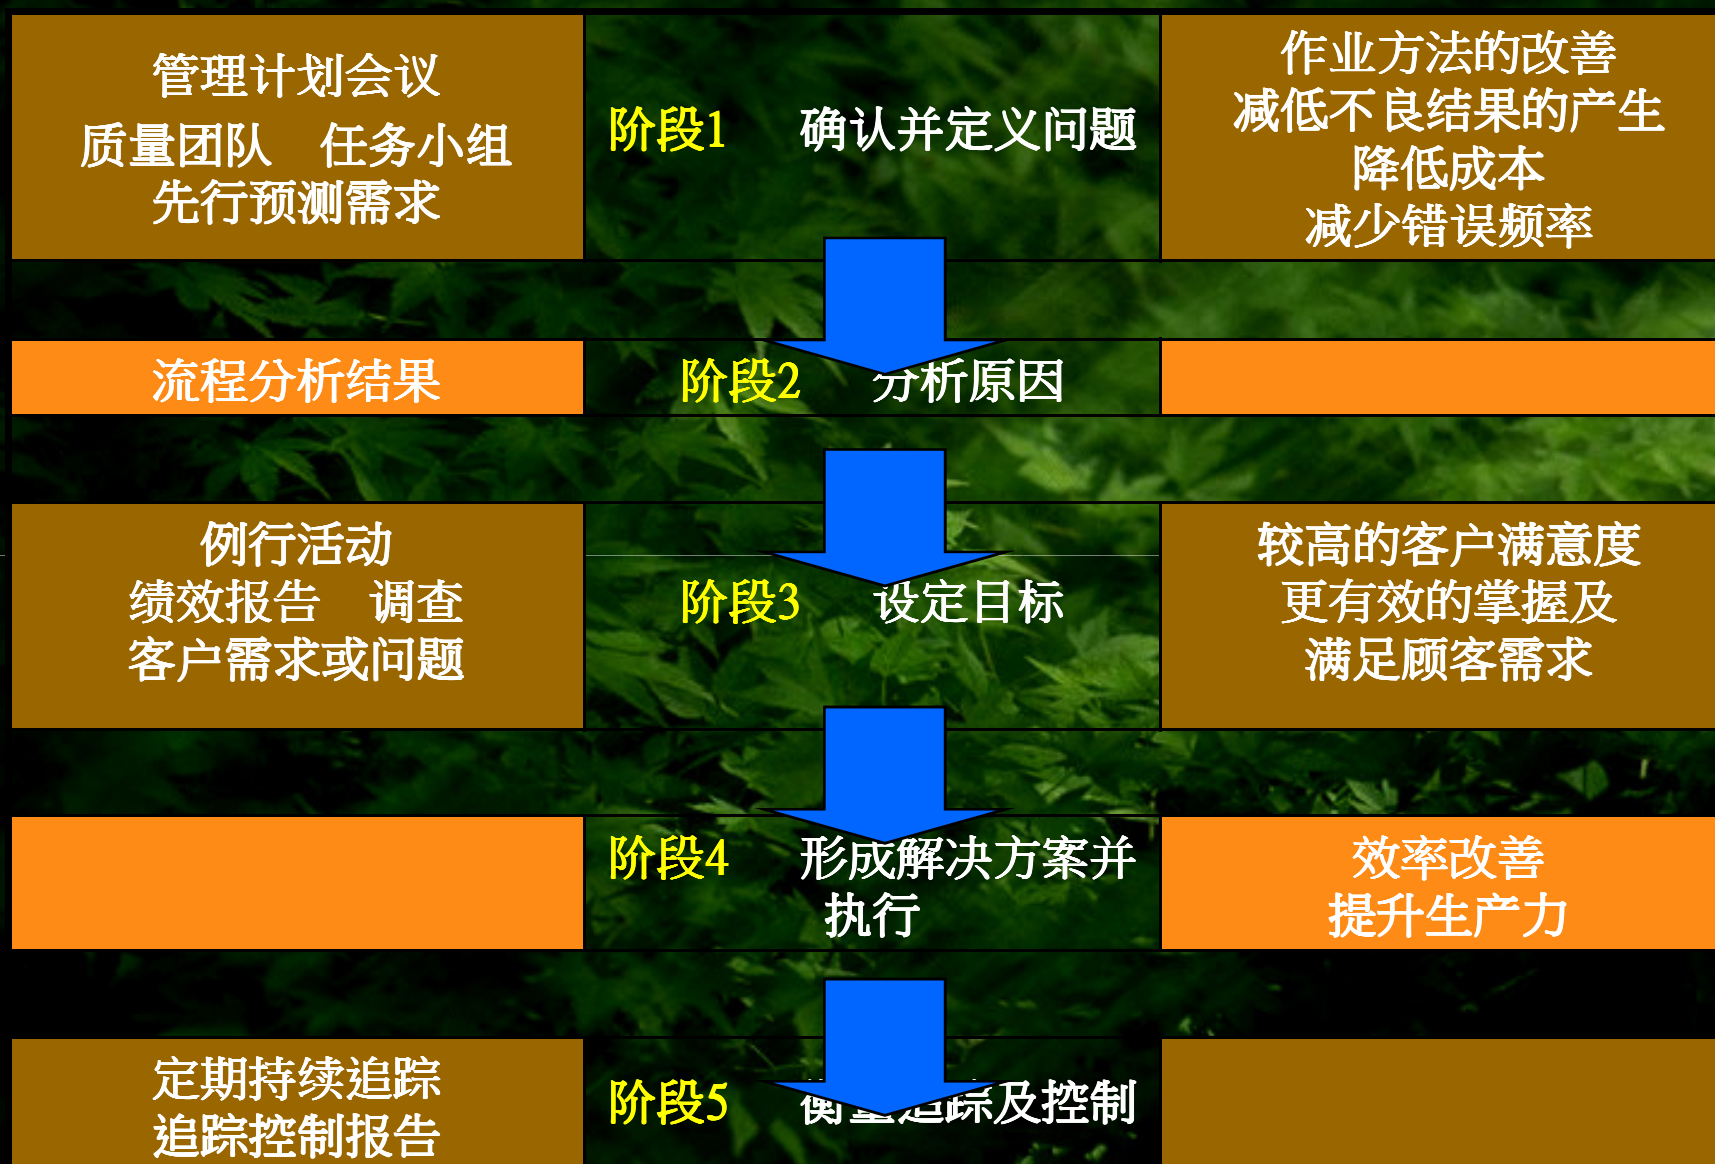 管理计划会议
质量团队 任务小组
先行预测需求
阶段1 确认并定义问题
作业方法的改善
减低不良结果的产生
降低成本
减少错误频率
流程分析结果
阶段2 分析原因
例行活动
绩效报告 调查
客户需求或问题
阶段3 设定目标
较高的客户满意度
更有效的掌握及
满足顾客需求
阶段4 形成解决方案并
执行
效率改善
提升生产力
定期持续追踪
追踪控制报告
阶段5 衡量追踪及控制